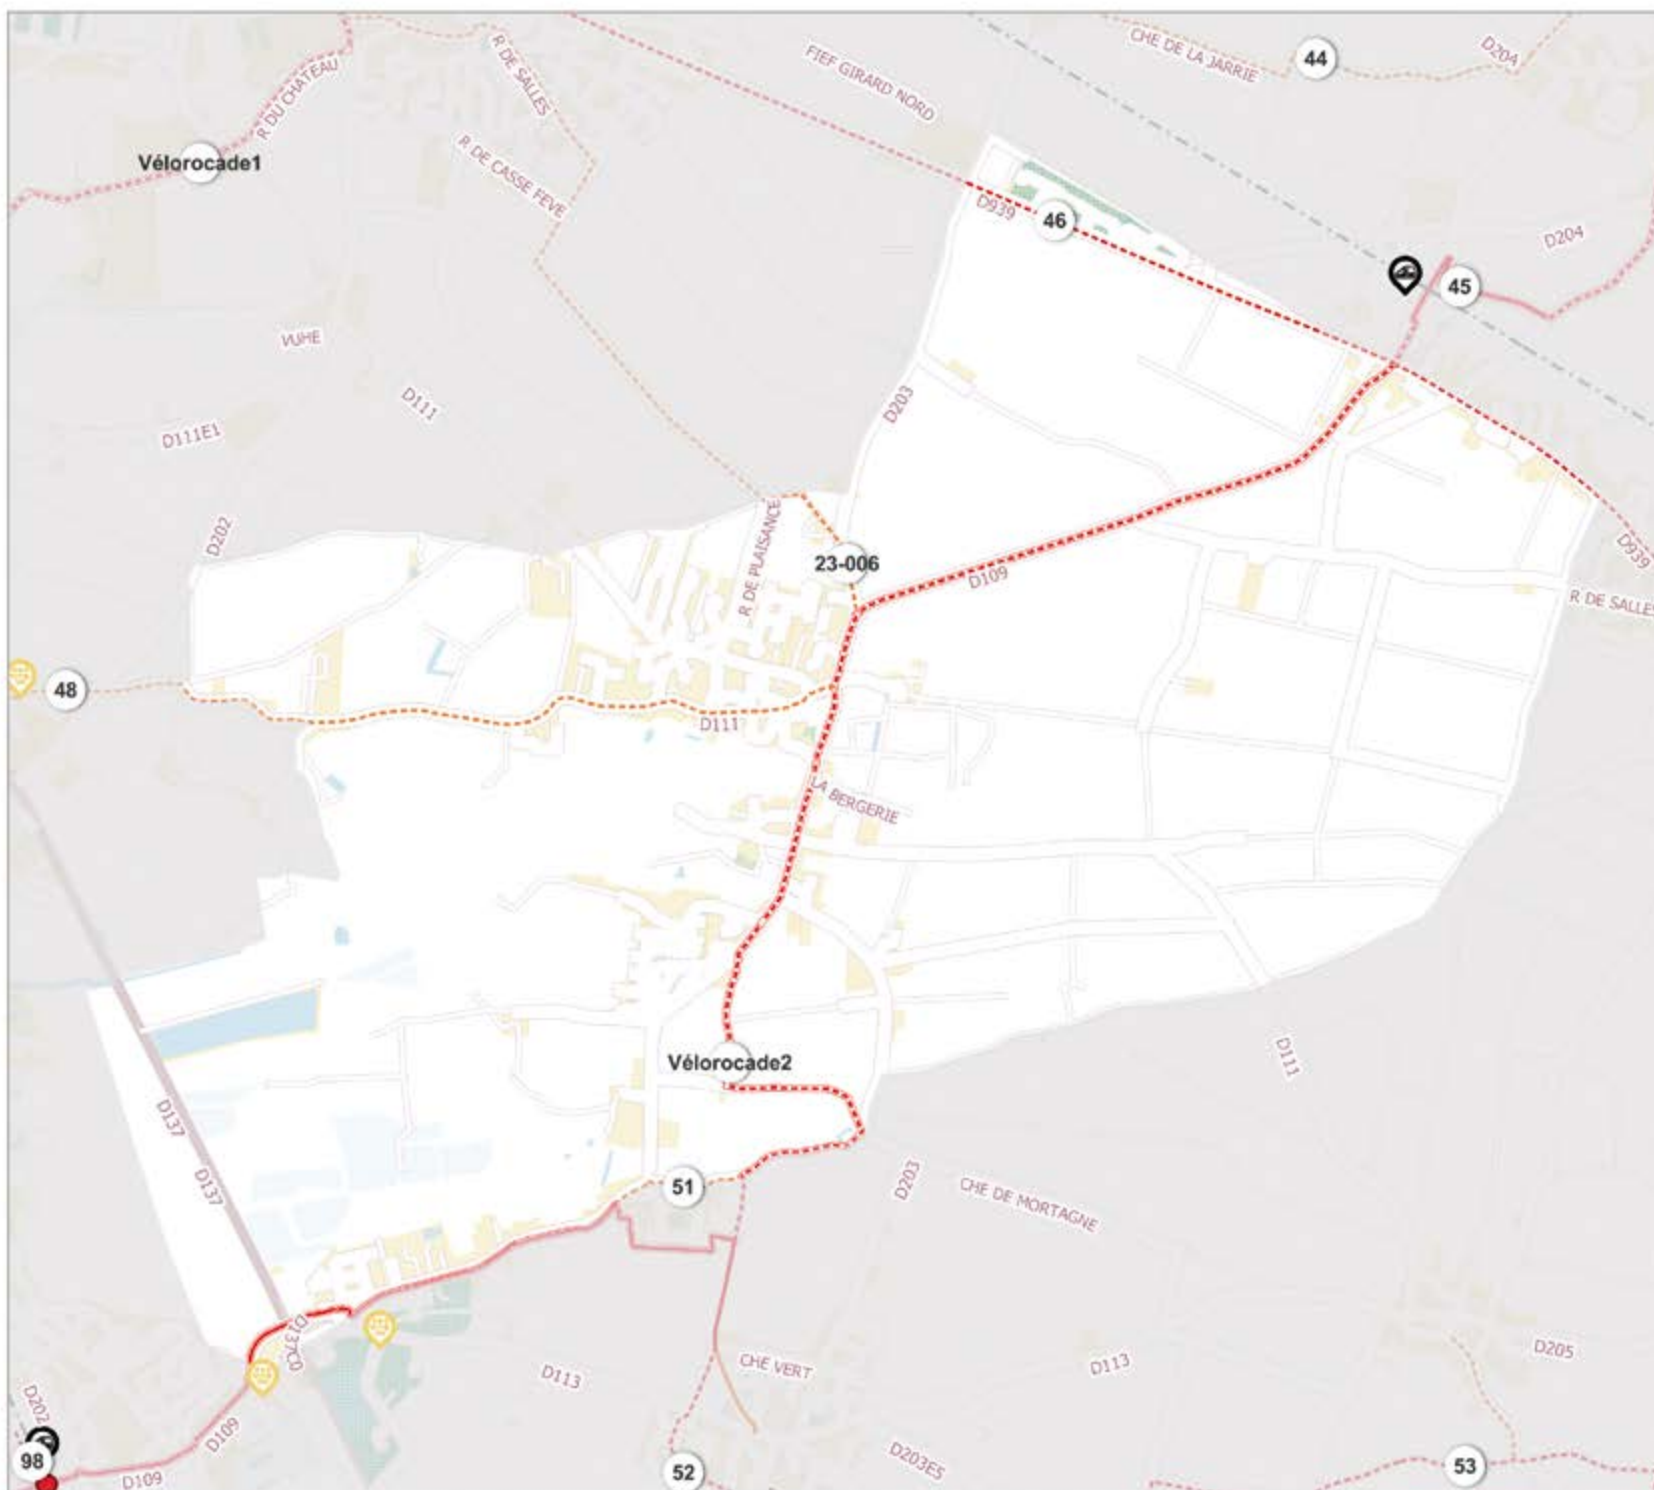 CHE DE LA JARRIE
44
D204
R DE SALLES
FIEF GIRARD NORD
R DU CHATEAU
Vélorocade1
R DE CASSE FEVE
D939
46
D204
45
VUHE
D111
D203
D111E1
D202
R DE PLAISANCE
23-006
D109
D939
R DE SALLES
48
D111
LA BERGERIE
Vélorocade2
D111
D137
D137
51
D203
CHE DE MORTAGNE
D137C0
CHE VERT
D113
D113
D205
D202
D109
98
D109
52
D203E5
53